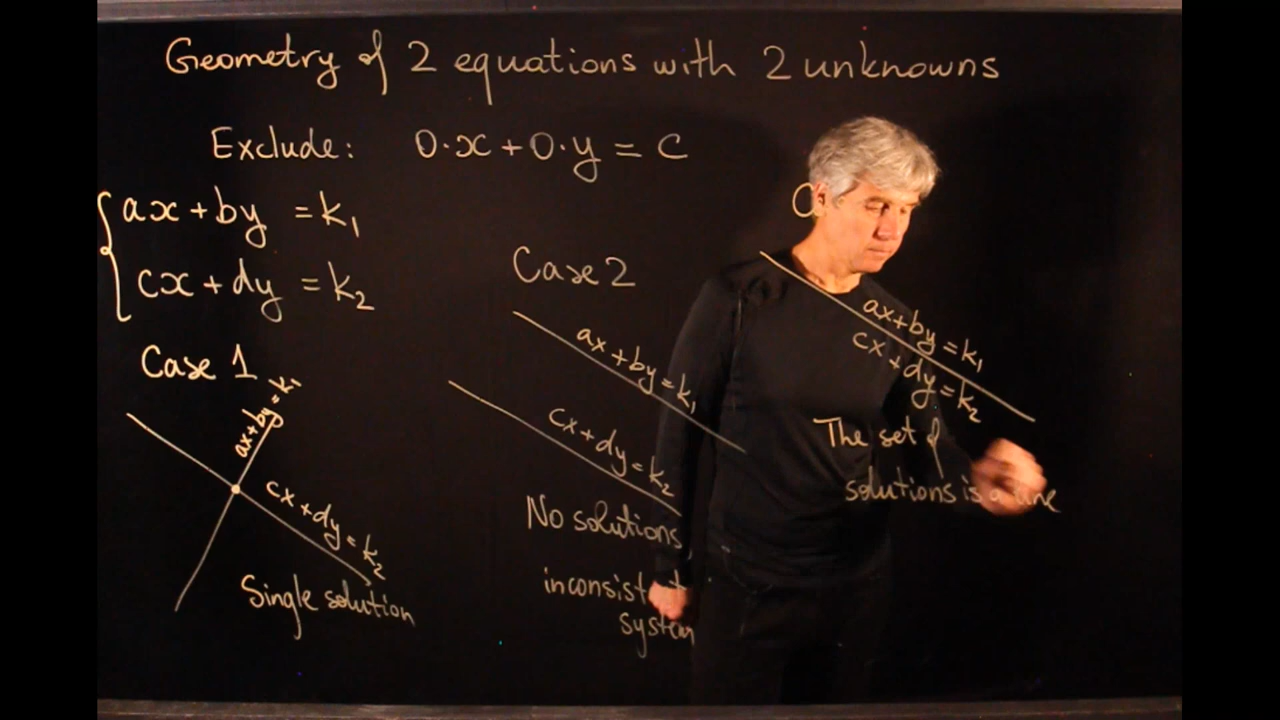 Geometry of 2 equations with 2 unknowns
Exclude: 0·x + 0·y = c
ax + by = k₁
cx + dy = k₂
Case 1
ax + by = k₁
cx + dy = k₂
Single solution
Case 2
ax + by = k₁
cx + dy = k₂
No solutions
inconsistent
system
ax + by = k₁
cx + dy = k₂
The set of
solutions is a line